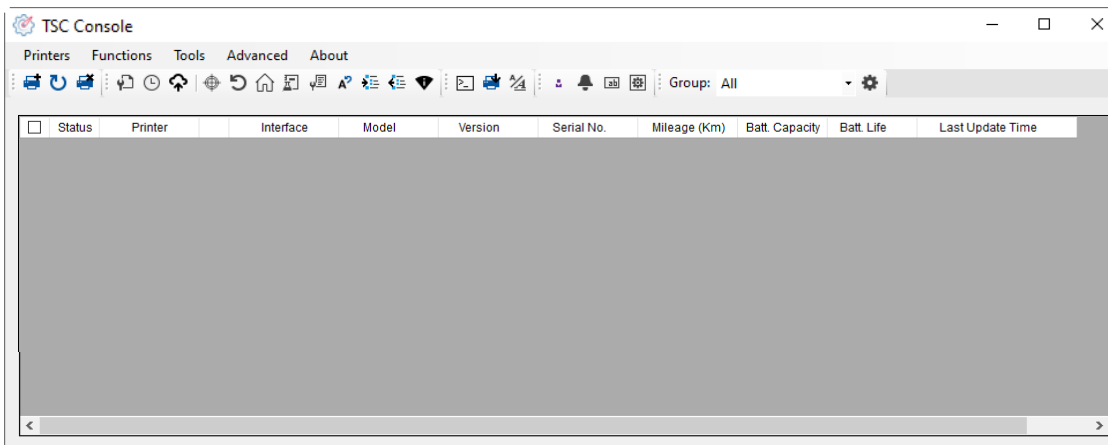 TSC Console
Printers Functions Tools Advanced About
Group: All
Status Printer Interface Model Version Serial No. Mileage (Km) Batt. Capacity Batt. Life Last Update Time